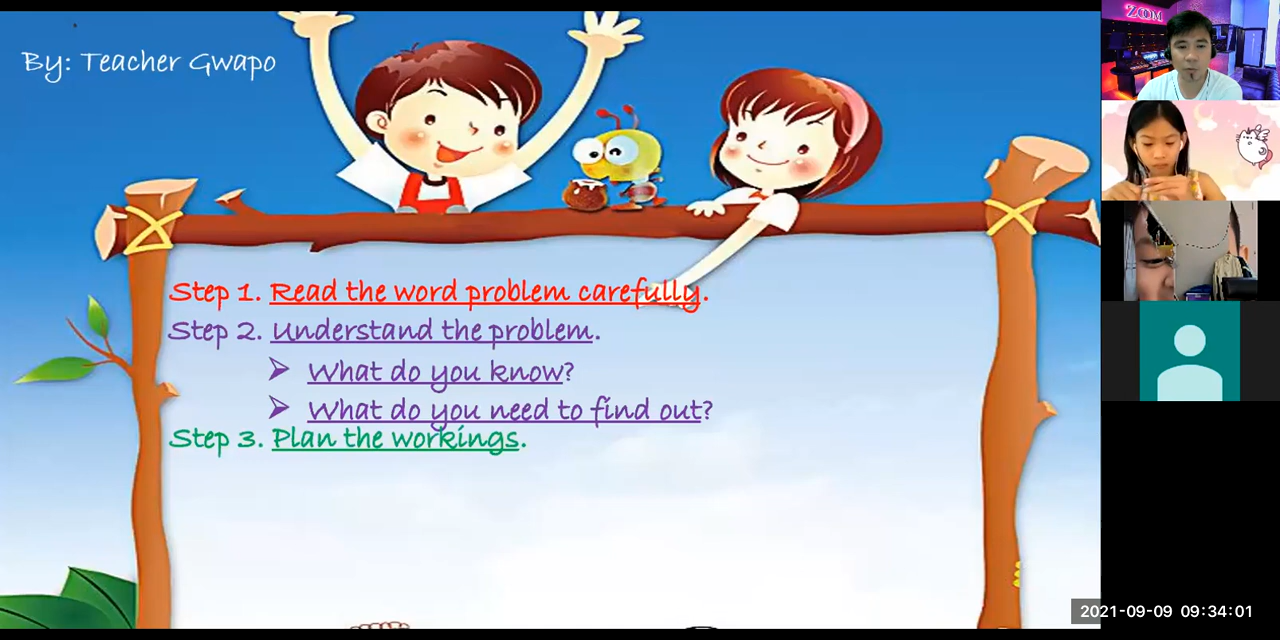 By: Teacher Gwapo
ZOOM
Step 1. Read the word problem carefully.
Step 2. Understand the problem.
➢ What do you know?
➢ What do you need to find out?
Step 3. Plan the workings.
2021-09-09 09:34:01